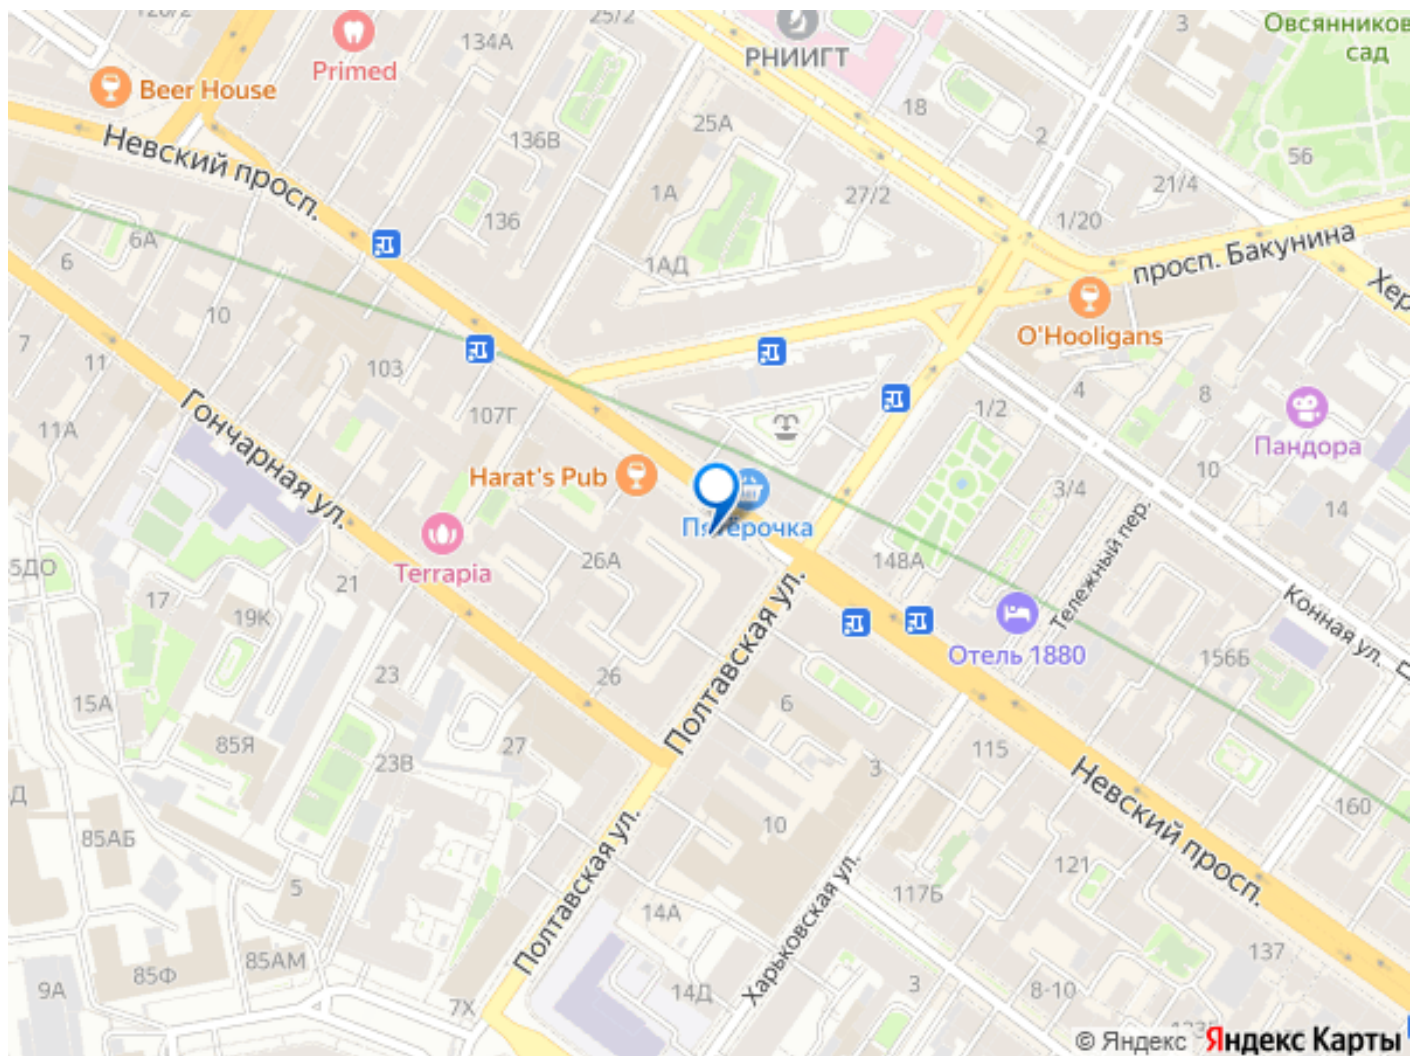 25/2
Овсянников
сад
134А
Primed
РНИИГТ
3
Beer House
18
25А
2
136В
Невский просп.
56
1А
27/2
21/4
136
1/20
6А
6
1АД
просп. Бакунина
Хер
10
O'Hooligans
7
11
103
4
8
107Г
1/2
Гончарная ул.
11А
Пандора
Harat's Pub
10
3/4
14
Пятёрочка
Тележный пер.
26А
148А
Terrapia
21
17
19К
Полтавская ул.
Конная ул.
Отель 1880
156Б
23
26
6
15А
85Я
27
115
23В
3
Невский просп.
160
85АБ
10
121
5
Полтавская ул.
117Б
14А
Харьковская ул.
137
85АМ
85Ф
9А
14Д
3
8-10
7Х
© Яндекс Яндекс Карты